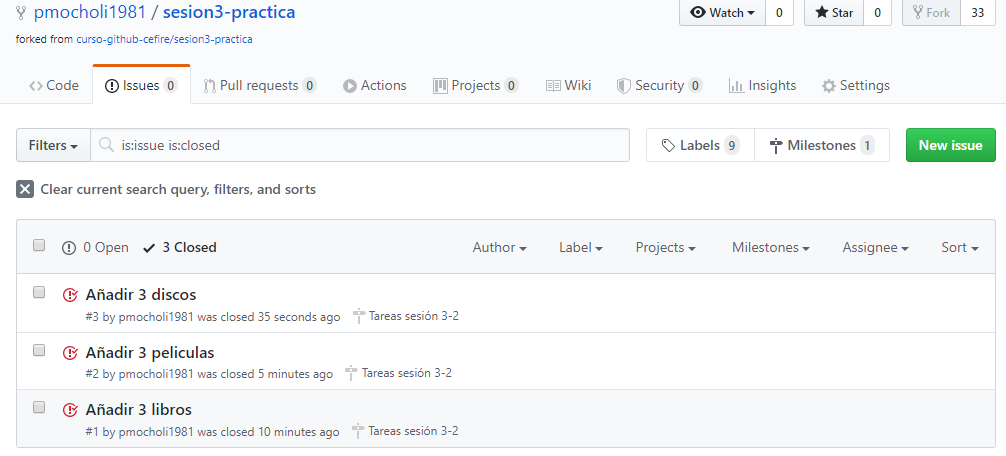 pmocholi1981 / sesion3-practica Watch 0 Star 0 Fork 33
forked from curso-github-cefire/sesion3-practica
Code Issues 0 Pull requests 0 Actions Projects 0 Wiki Security 0 Insights Settings
Filters is:issue is:closed Labels 9 Milestones 1 New issue
Clear current search query, filters, and sorts
0 Open 3 Closed Author Label Projects Milestones Assignee Sort
Añadir 3 discos
#3 by pmocholi1981 was closed 35 seconds ago Tareas sesión 3-2
Añadir 3 peliculas
#2 by pmocholi1981 was closed 5 minutes ago Tareas sesión 3-2
Añadir 3 libros
#1 by pmocholi1981 was closed 10 minutes ago Tareas sesión 3-2